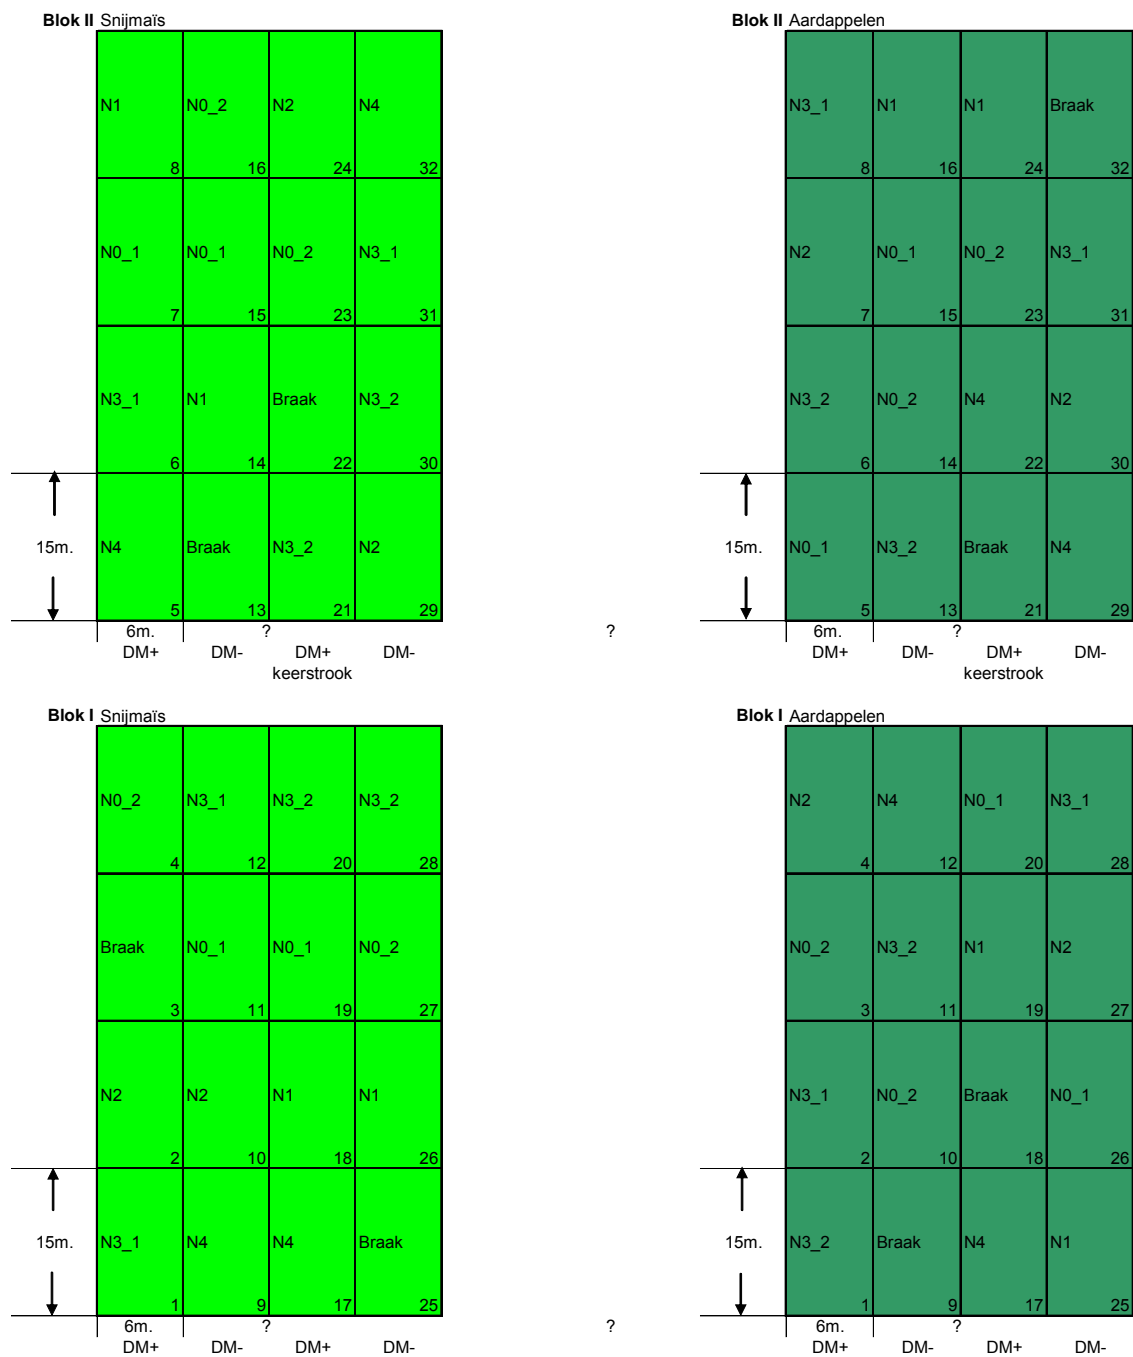 Blok II Snijmaïs Blok II Aardappelen
N1 N0_2 N2 N4 N3_1 N1 N1 Braak
8 16 24 32 8 16 24 32
N0_1 N0_1 N0_2 N3_1 N2 N0_1 N0_2 N3_1
7 15 23 31 7 15 23 31
N3_1 N1 Braak N3_2 N3_2 N0_2 N4 N2
6 14 22 30 6 14 22 30
15m. N4 Braak N3_2 N2 15m. N0_1 N3_2 Braak N4
5 13 21 29 5 13 21 29
6m. ? ? 6m. ?
DM+ DM- DM+ DM- DM+ DM- DM+ DM-
keerstrook keerstrook
Blok I Snijmaïs Blok I Aardappelen
N0_2 N3_1 N3_2 N3_2 N2 N4 N0_1 N3_1
4 12 20 28 4 12 20 28
Braak N0_1 N0_1 N0_2 N0_2 N3_2 N1 N2
3 11 19 27 3 11 19 27
N2 N2 N1 N1 N3_1 N0_2 Braak N0_1
2 10 18 26 2 10 18 26
15m. N3_1 N4 N4 Braak 15m. N3_2 Braak N4 N1
1 9 17 25 1 9 17 25
6m. ? ? 6m. ?
DM+ DM- DM+ DM- DM+ DM- DM+ DM-